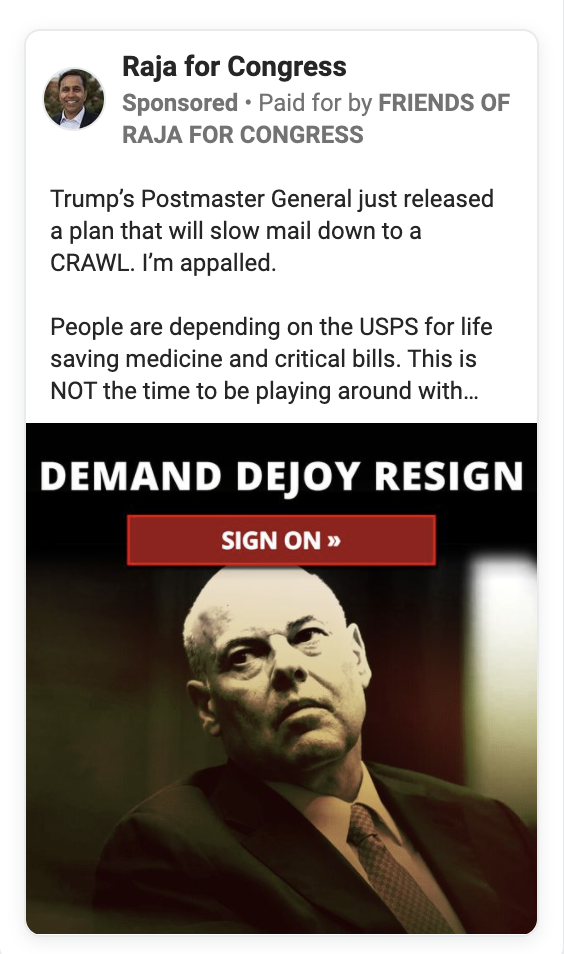 Raja for Congress
Sponsored • Paid for by FRIENDS OF
RAJA FOR CONGRESS
Trump’s Postmaster General just released
a plan that will slow mail down to a
CRAWL. I’m appalled.
People are depending on the USPS for life
saving medicine and critical bills. This is
NOT the time to be playing around with…
DEMAND DEJOY RESIGN
SIGN ON »